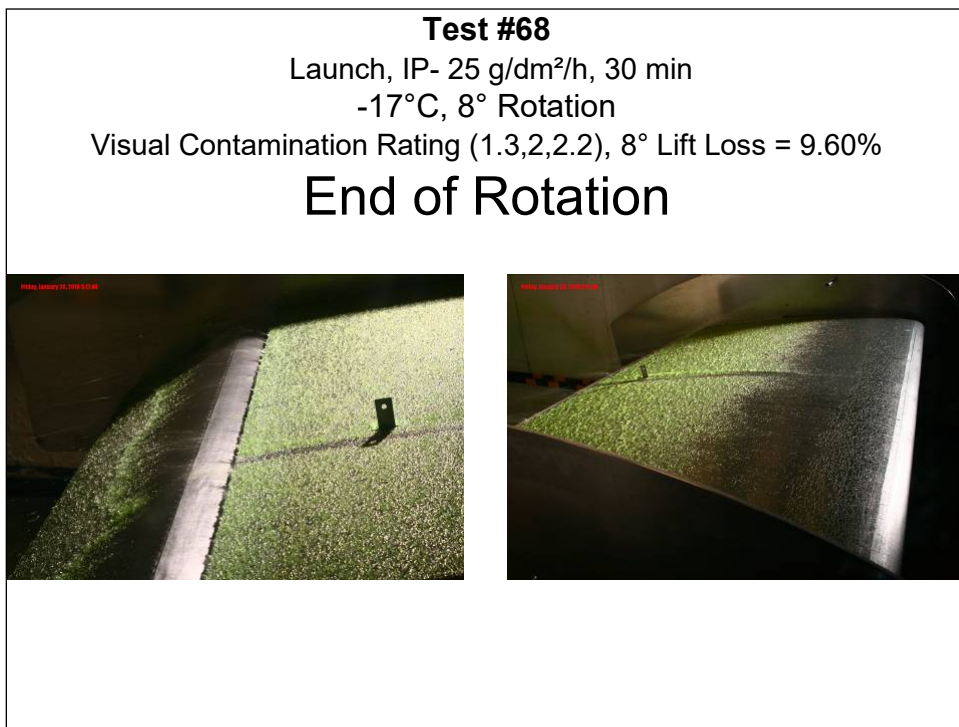 Test #68
Launch, IP- 25 g/dm²/h, 30 min
-17°C, 8° Rotation
Visual Contamination Rating (1.3,2,2.2), 8° Lift Loss = 9.60%
End of Rotation